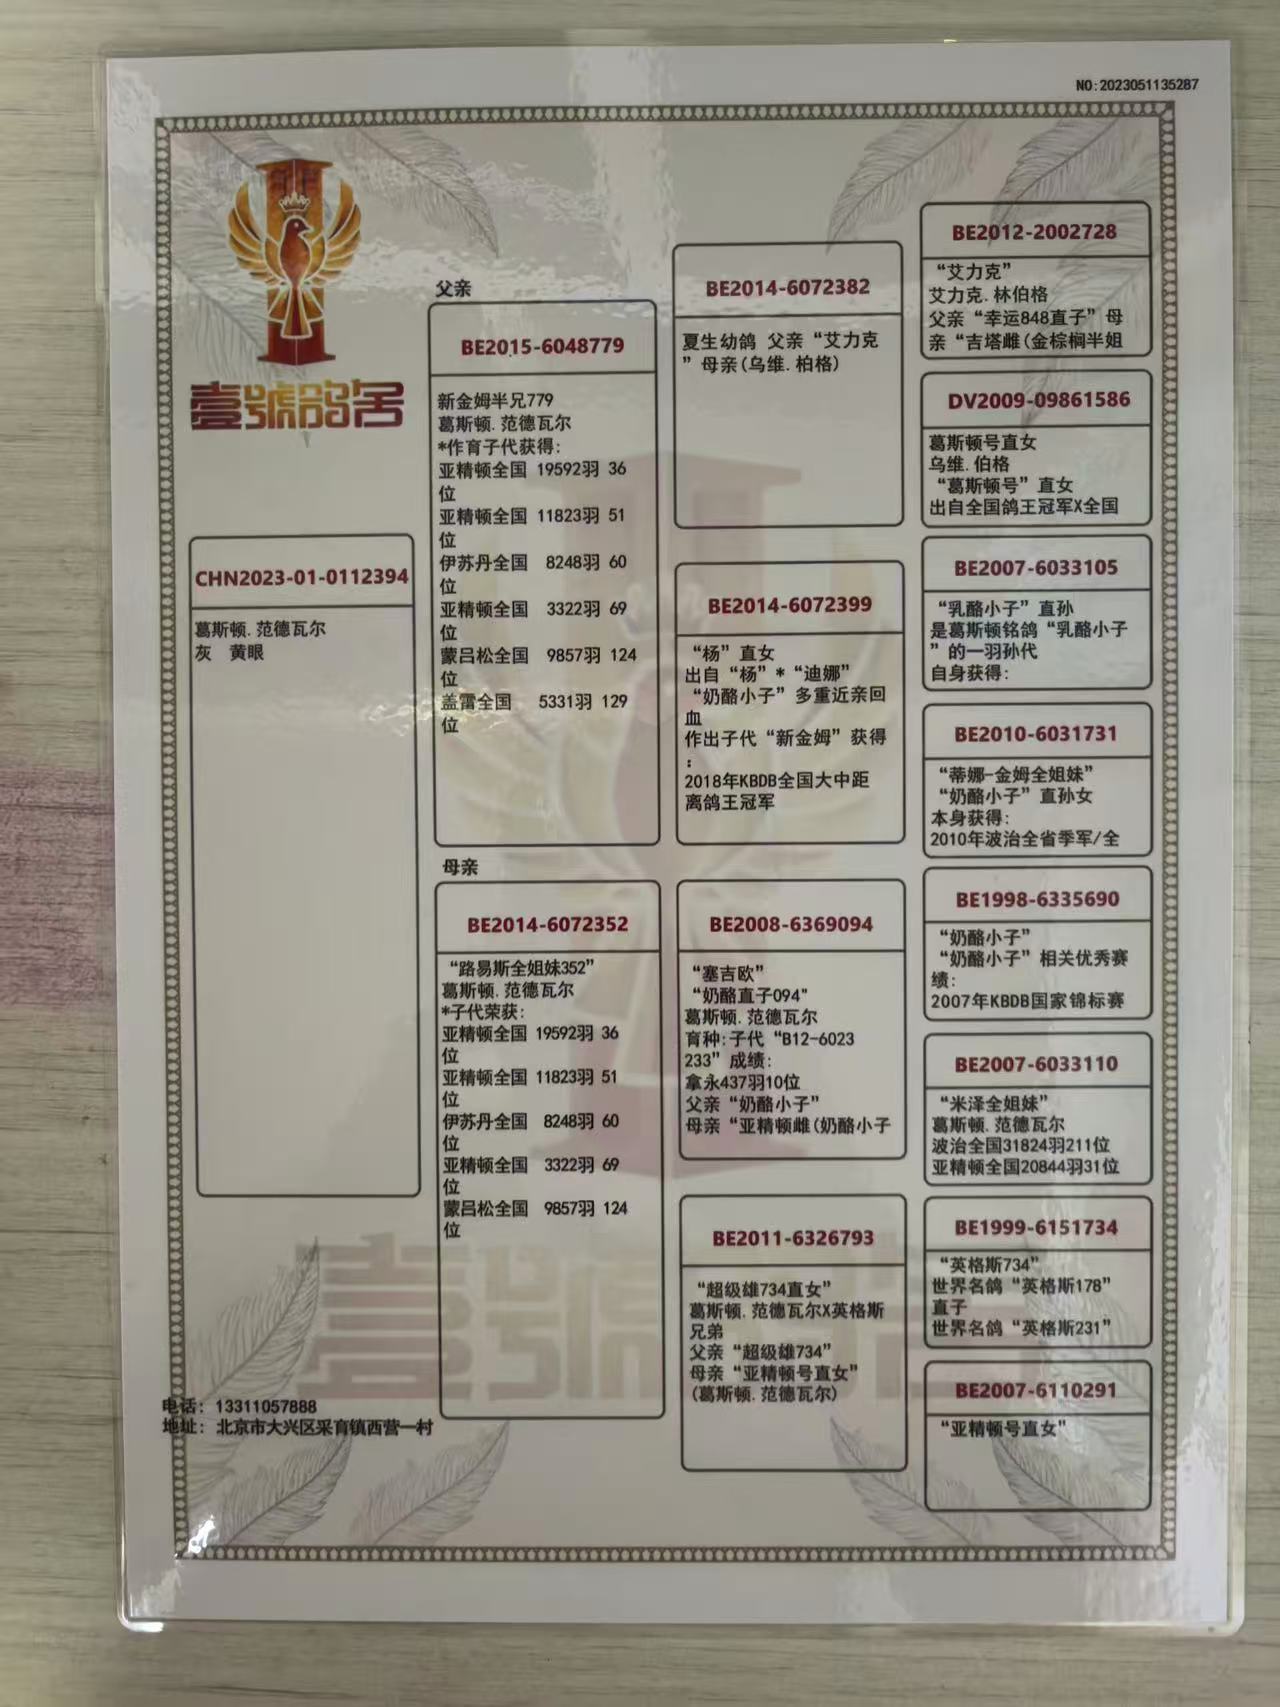 NO:2023051135287
壹號鸽舍
CHN2023-01-0112394
葛斯顿.范德瓦尔
灰 黄眼
父亲
BE2015-6048779
新金姆半兄779
葛斯顿.范德瓦尔
*作育子代获得:
亚精顿全国 19592羽 36
位
亚精顿全国 11823羽 51
位
伊苏丹全国 8248羽 60
位
亚精顿全国 3322羽 69
位
蒙吕松全国 9857羽 124
位
盖雷全国 5331羽 129
位
母亲
BE2014-6072352
“路易斯全姐妹352”
葛斯顿.范德瓦尔
*子代荣获:
亚精顿全国 19592羽 36
位
亚精顿全国 11823羽 51
位
伊苏丹全国 8248羽 60
位
亚精顿全国 3322羽 69
位
蒙吕松全国 9857羽 124
位
BE2014-6072382
夏生幼鸽 父亲“艾力克
”母亲(乌维.柏格)
BE2014-6072399
“杨”直女
出自“杨”*“迪娜”
“奶酪小子”多重近亲回
血
作出子代“新金姆”获得
:
2018年KBDB全国大中距
离鸽王冠军
BE2008-6369094
“塞吉欧”
“奶酪直子094"
葛斯顿.范德瓦尔
育种:子代“B12-6023
233”成绩:
拿永437羽10位
父亲“奶酪小子”
母亲“亚精顿雌(奶酪小子
BE2011-6326793
“超级雄734直女”
葛斯顿.范德瓦尔X英格斯
兄弟
父亲“超级雄734”
母亲“亚精顿号直女”
(葛斯顿.范德瓦尔)
BE2012-2002728
“艾力克”
艾力克.林伯格
父亲“幸运848直子”母
亲“吉塔雌(金棕榈半姐
DV2009-09861586
葛斯顿号直女
乌维.伯格
“葛斯顿号”直女
出自全国鸽王冠军X全国
BE2007-6033105
“乳酪小子”直孙
是葛斯顿铭鸽“乳酪小子
”的一羽孙代
自身获得:
BE2010-6031731
“蒂娜-金姆全姐妹”
“奶酪小子”直孙女
本身获得:
2010年波治全省季军/全
BE1998-6335690
“奶酪小子”
“奶酪小子”相关优秀赛
绩:
2007年KBDB国家锦标赛
BE2007-6033110
“米泽全姐妹”
葛斯顿.范德瓦尔
波治全国31824羽211位
亚精顿全国20844羽31位
BE1999-6151734
“英格斯734”
世界名鸽“英格斯178”
直子
世界名鸽“英格斯231”
BE2007-6110291
“亚精顿号直女”
电话: 13311057888
地址: 北京市大兴区采育镇西营一村